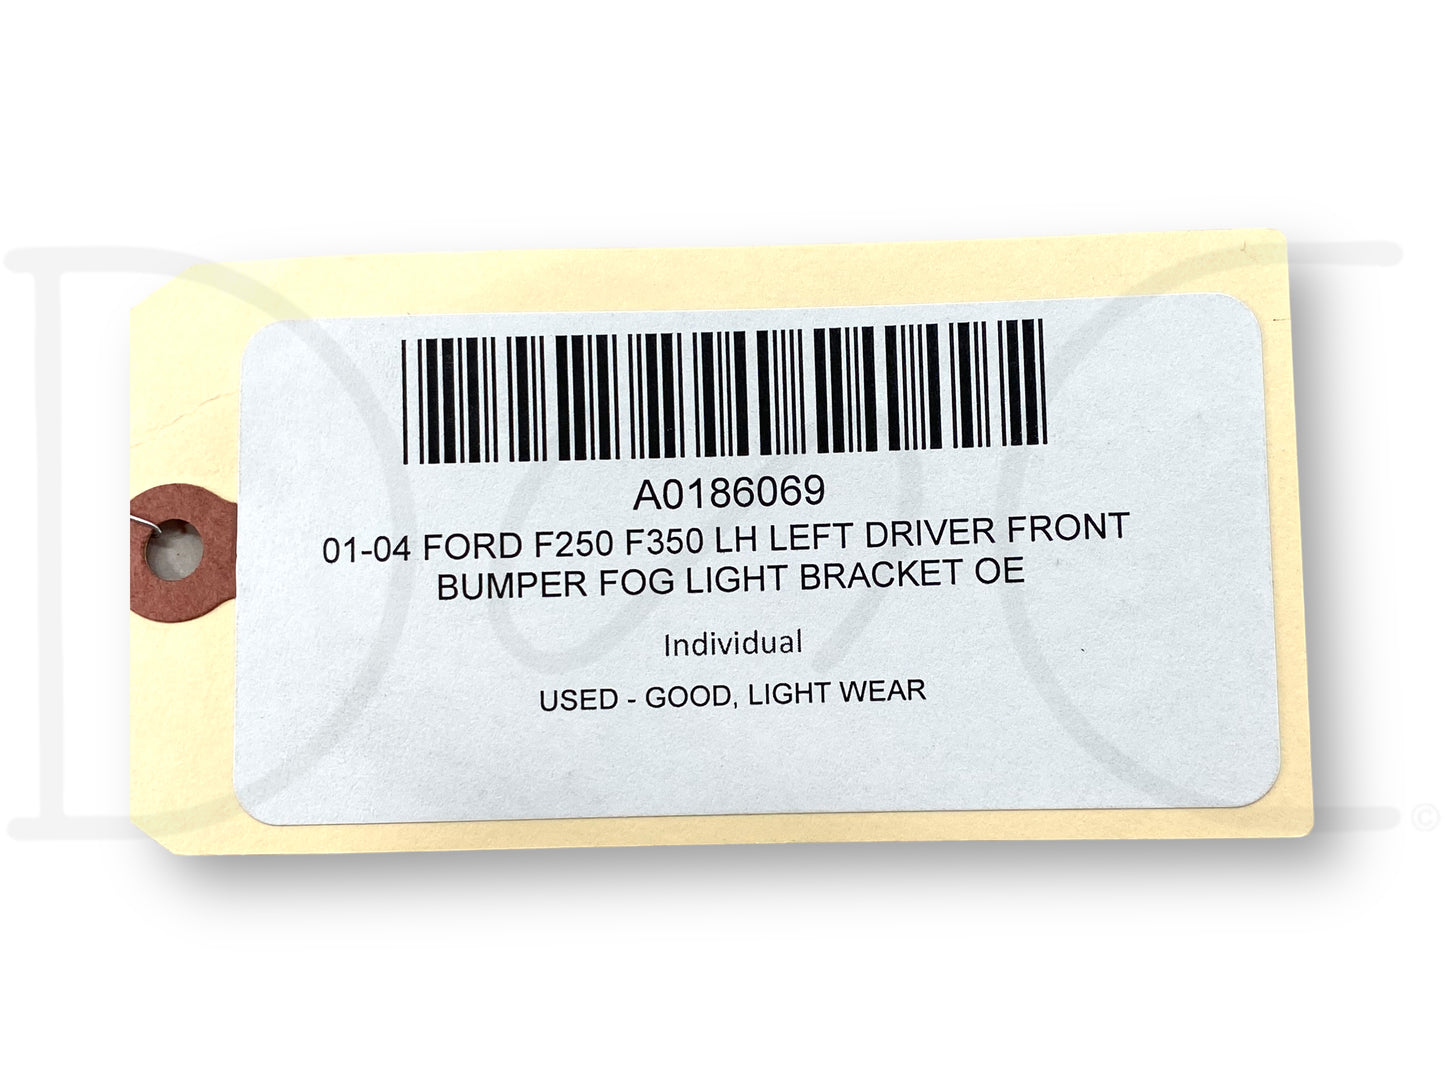 A0186069
01-04 FORD F250 F350 LH LEFT DRIVER FRONT
BUMPER FOG LIGHT BRACKET OE
Individual
USED - GOOD, LIGHT WEAR
©